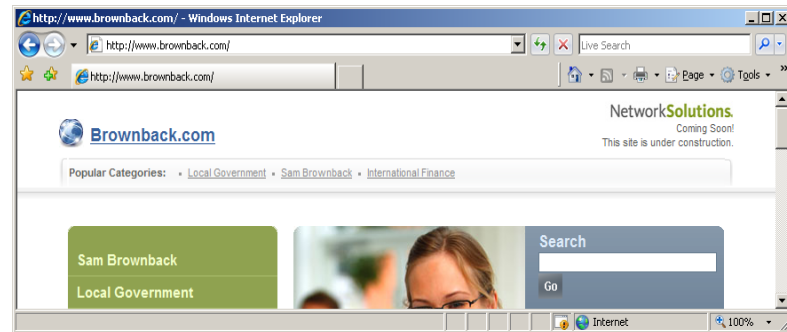 http://www.brownback.com/ - Windows Internet Explorer
http://www.brownback.com/
Live Search
http://www.brownback.com/
Page
Tools
»
NetworkSolutions.
Coming Soon!
This site is under construction.
Brownback.com
Popular Categories: • Local Government • Sam Brownback • International Finance
Sam Brownback
Local Government
Search
Go
Internet
100%